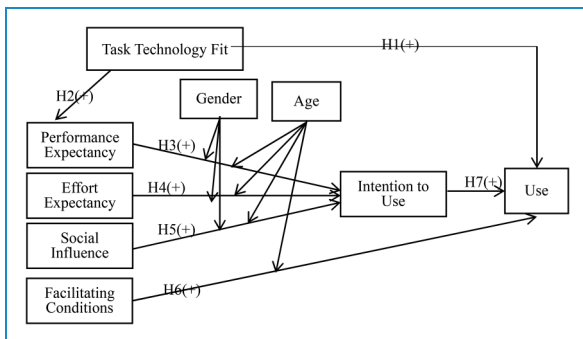 Task Technology Fit
H1(+)
H2(+)
Gender
Age
Performance
Expectancy
H3(+)
Effort
Expectancy
H4(+)
Intention to
Use
H7(+)
Use
Social
Influence
H5(+)
Facilitating
Conditions
H6(+)